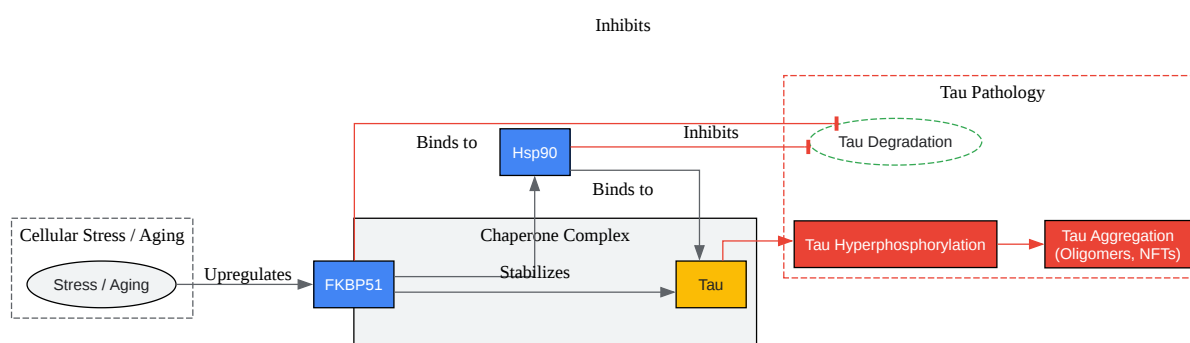 Inhibits
Tau Pathology
Binds to
Inhibits
Tau Degradation
Hsp90
Binds to
Cellular Stress / Aging
Chaperone Complex
Tau Hyperphosphorylation
Tau Aggregation
(Oligomers, NFTs)
Upregulates
Stabilizes
Stress / Aging
FKBP51
Tau